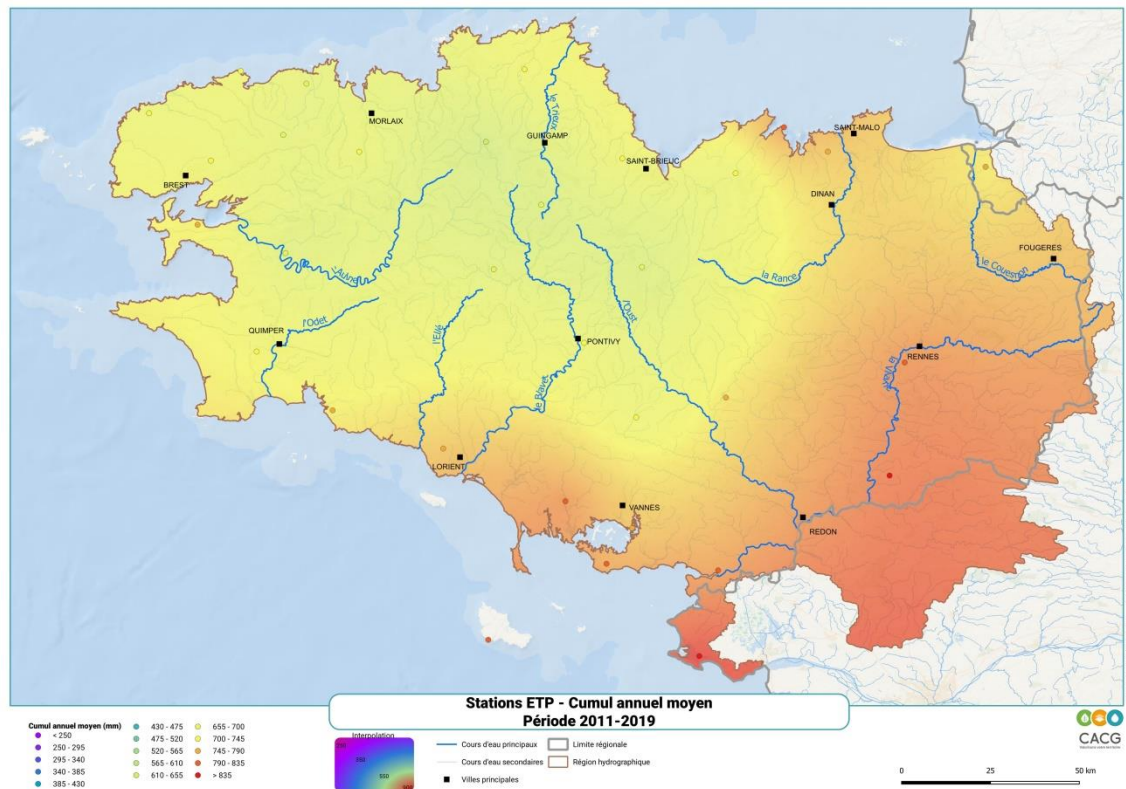 le Trieux
MORLAIX
GUINGAMP
SAINT-MALO
SAINT-BRIEUC
BREST
DINAN
FOUGERES
le Couesnon
l'Aulne
la Rance
l'Odet
l'Ellé
l'Oust
QUIMPER
PONTIVY
RENNES
la Vilaine
le Blavet
LORIENT
VANNES
REDON
Stations ETP - Cumul annuel moyen
Période 2011-2019
Cumul annuel moyen (mm)
< 250
250 - 295
295 - 340
340 - 385
385 - 430
430 - 475
475 - 520
520 - 565
565 - 610
610 - 655
655 - 700
700 - 745
745 - 790
790 - 835
> 835
Interpolation
250
350
550
Cours d'eau principaux
Cours d'eau secondaires
Villes principales
Limite régionale
Région hydrographique
CACG
0 25 50 km